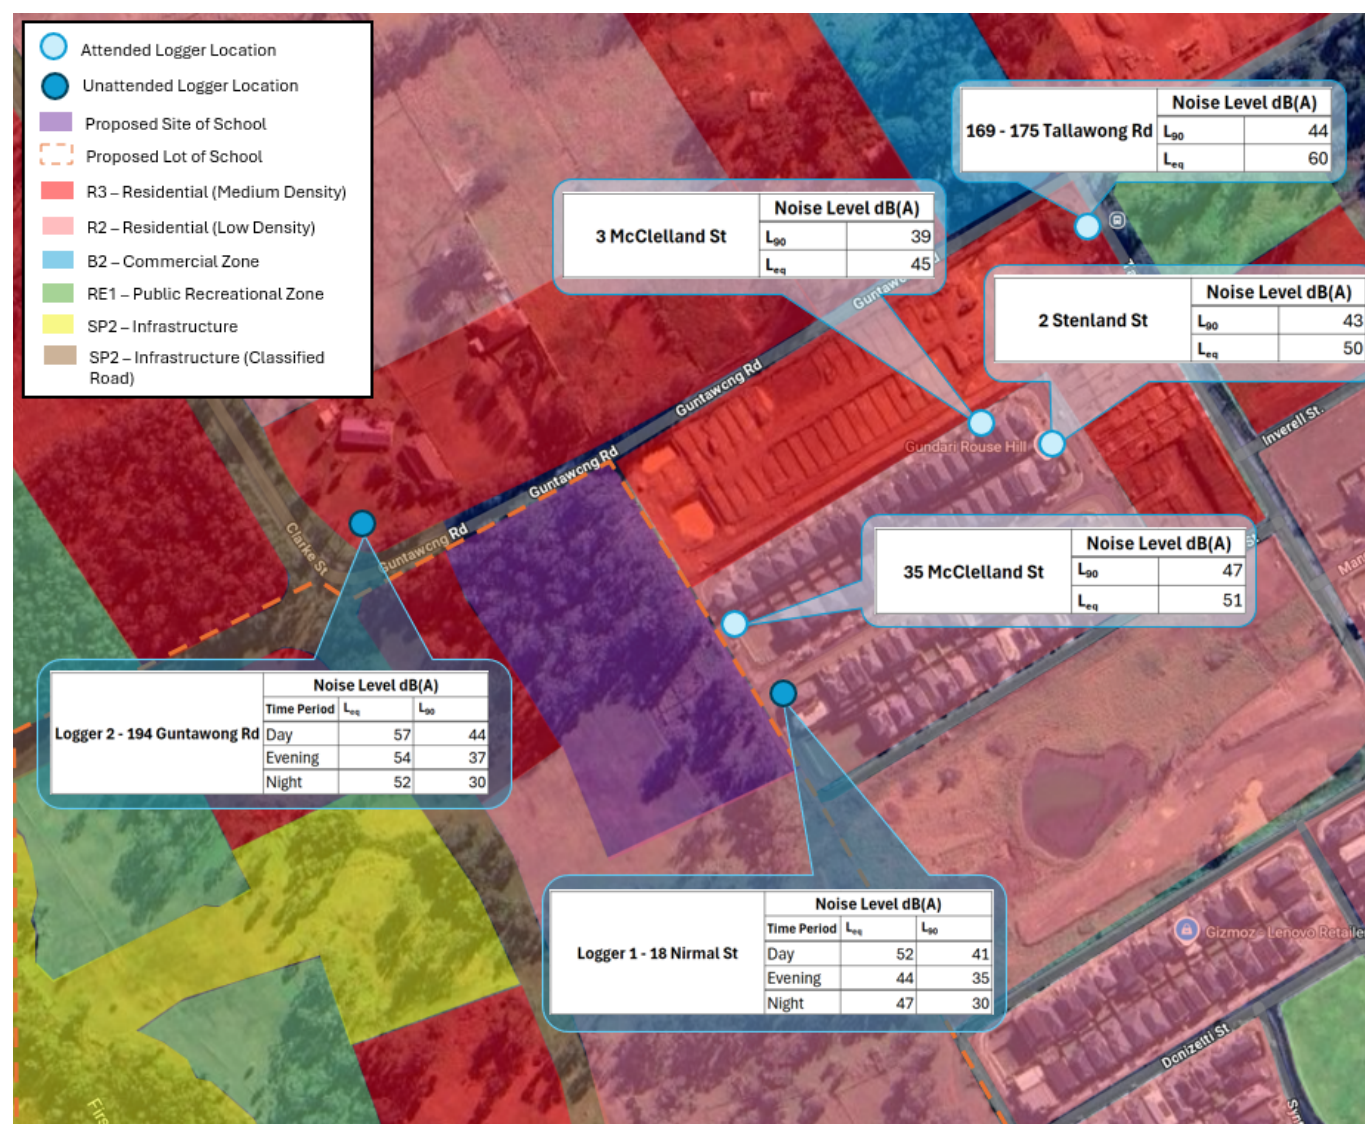 Attended Logger Location
Unattended Logger Location
Proposed Site of School
Proposed Lot of School
R3 – Residential (Medium Density)
R2 – Residential (Low Density)
B2 – Commercial Zone
RE1 – Public Recreational Zone
SP2 – Infrastructure
SP2 – Infrastructure (Classified
Road)
169 - 175 Tallawong Rd
Noise Level dB(A)
L90 44
Leq 60
3 McClelland St
Noise Level dB(A)
L90 39
Leq 45
2 Stenland St
Noise Level dB(A)
L90 43
Leq 50
Guntawong Rd
Guntawong Rd
Gundari Rouse Hill
Inverell St.
Guntawong Rd
Clarke St
Guntawong Rd
35 McClelland St
Noise Level dB(A)
L90 47
Leq 51
St.
Logger 2 - 194 Guntawong Rd
Noise Level dB(A)
Time Period Leq L90
Day 57 44
Evening 54 37
Night 52 30
Logger 1 - 18 Nirmal St
Noise Level dB(A)
Time Period Leq L90
Day 52 41
Evening 44 35
Night 47 30
Gizmoz - Lenovo Retailer
Donizetti St